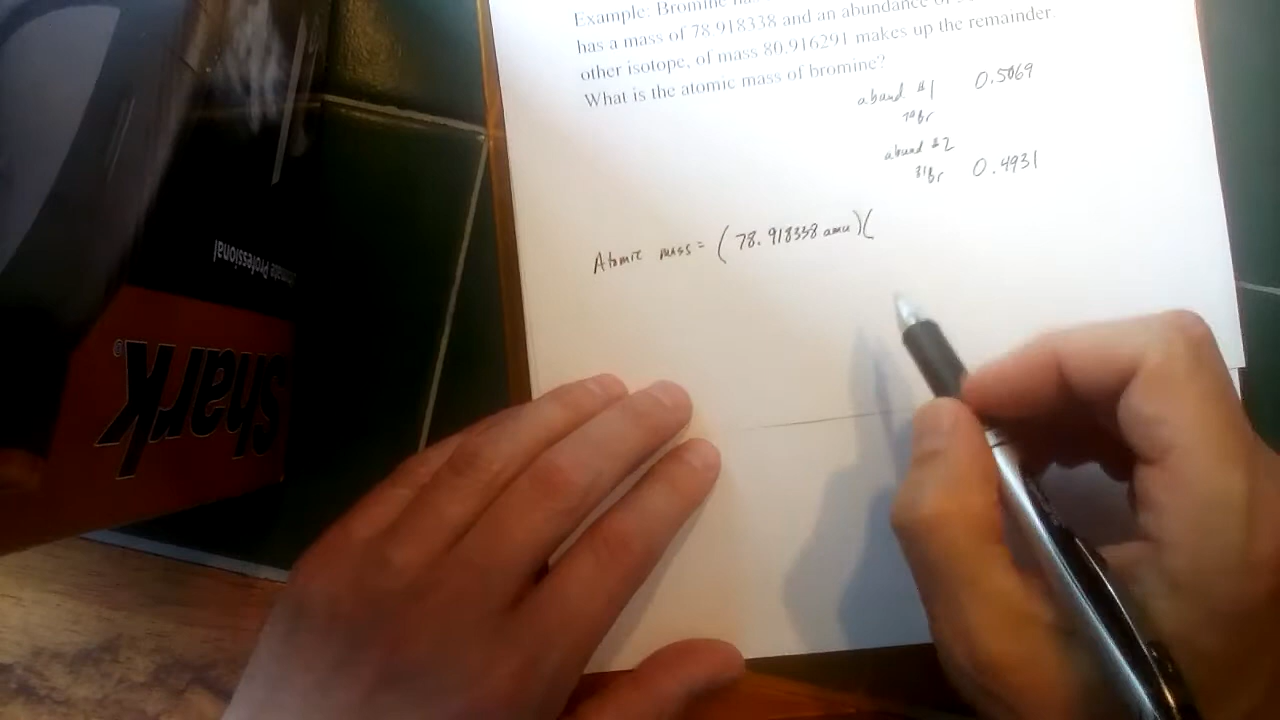 Example: Bromine has
has a mass of 78.918338 and an abundance of
other isotope, of mass 80.916291 makes up the remainder.
What is the atomic mass of bromine?
abund #1 0.5069
79Br
abund #2
81Br 0.4931
Atomic mass = (78.918338 amu)(
Professional
Shark®